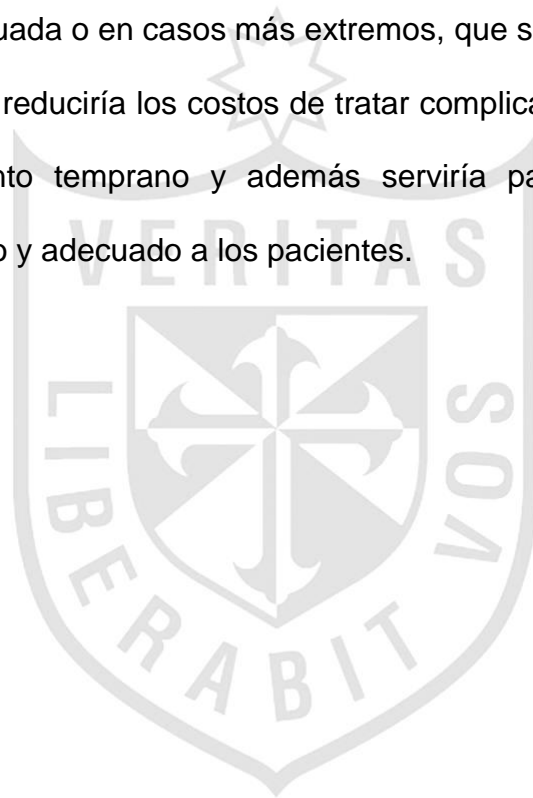 uada o en casos más extremos, que s
reduciría los costos de tratar complica
nto temprano y además serviría pa
o y adecuado a los pacientes.
VERITAS
LIBERABIT
VOS